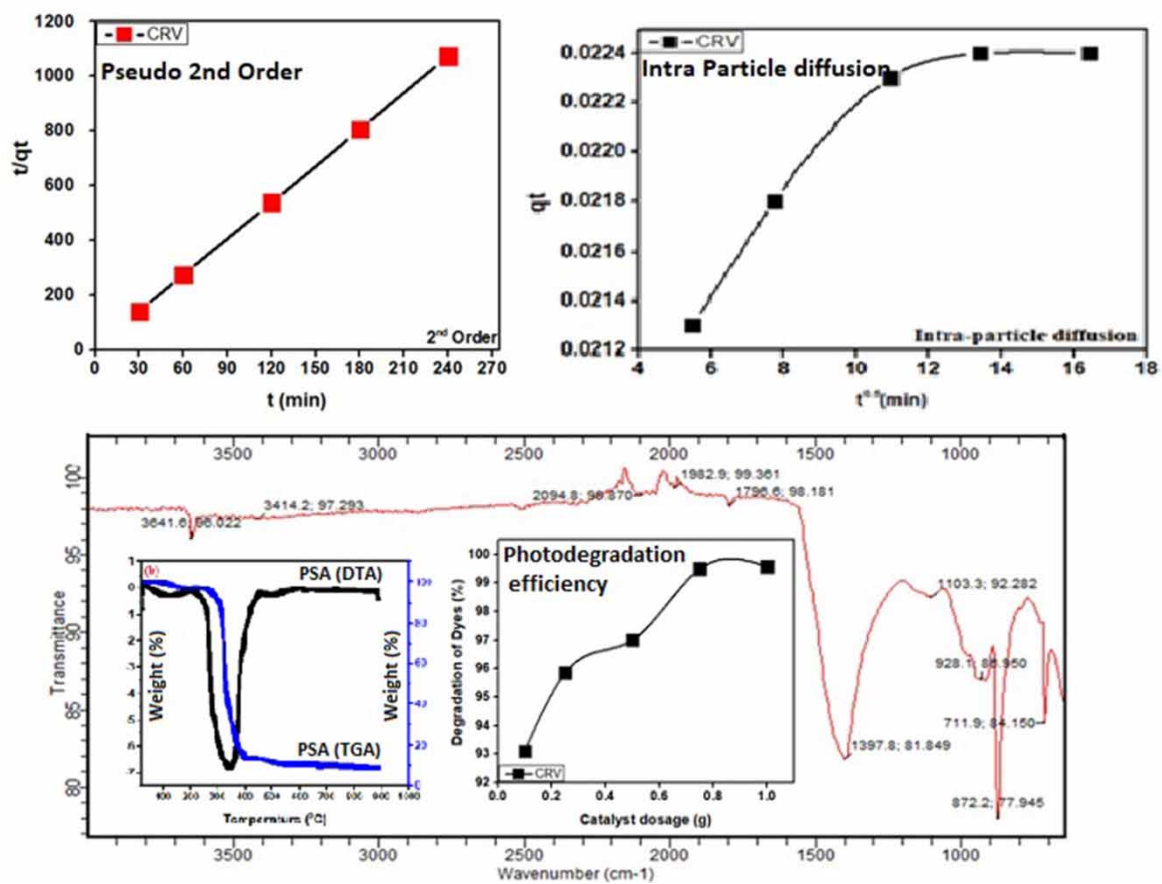 CRV
Pseudo 2nd Order
1200
1000
800
600
400
200
0
t/qt
2nd Order
0 30 60 90 120 150 180 210 240 270
t (min)
CRV
Intra Particle diffusion
0.0224
0.0222
0.0220
0.0218
0.0216
0.0214
0.0212
qt
Intra-particle diffusion
4 6 8 10 12 14 16 18
t^0.5(min)
3500 3000 2500 2000 1500 1000
100
95
90
85
80
Transmittance
3641.6; 96.022
3414.2; 97.293
2094.8; 98.870
1982.9; 99.361
1796.6; 98.181
1397.8; 81.849
1103.3; 92.282
928.1; 86.950
711.9; 84.150
872.2; 77.945
(b)
PSA (DTA)
PSA (TGA)
Weight (%)
Weight (%)
Temperature (°C)
Photodegradation
efficiency
100
99
98
97
96
95
94
93
92
Degradation of Dyes (%)
CRV
0.0 0.2 0.4 0.6 0.8 1.0
Catalyst dosage (g)
3500 3000 2500 2000 1500 1000
Wavenumber (cm-1)